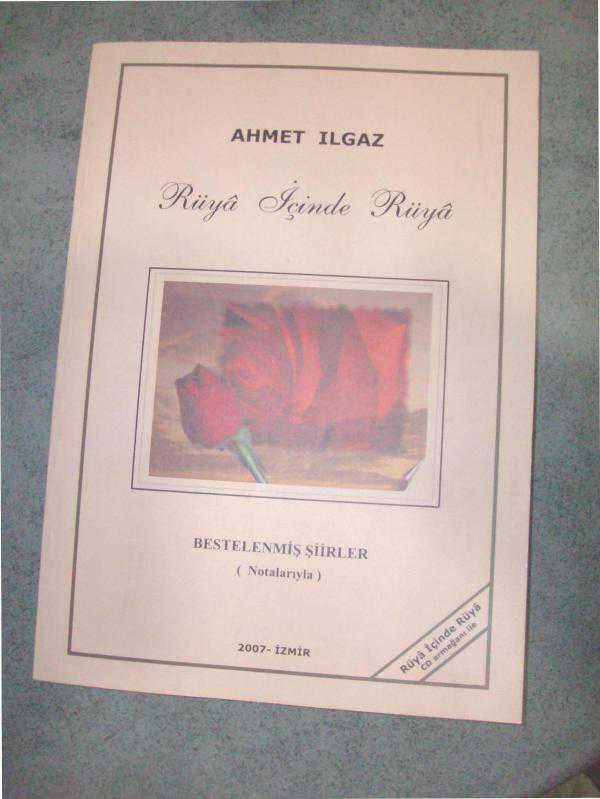 AHMET ILGAZ
Rüyâ İçinde Rüyâ
BESTELENMİŞ ŞİİRLER
( Notalarıyla )
2007- İZMİR
Rüyâ İçinde Rüyâ
CD armağanı ile